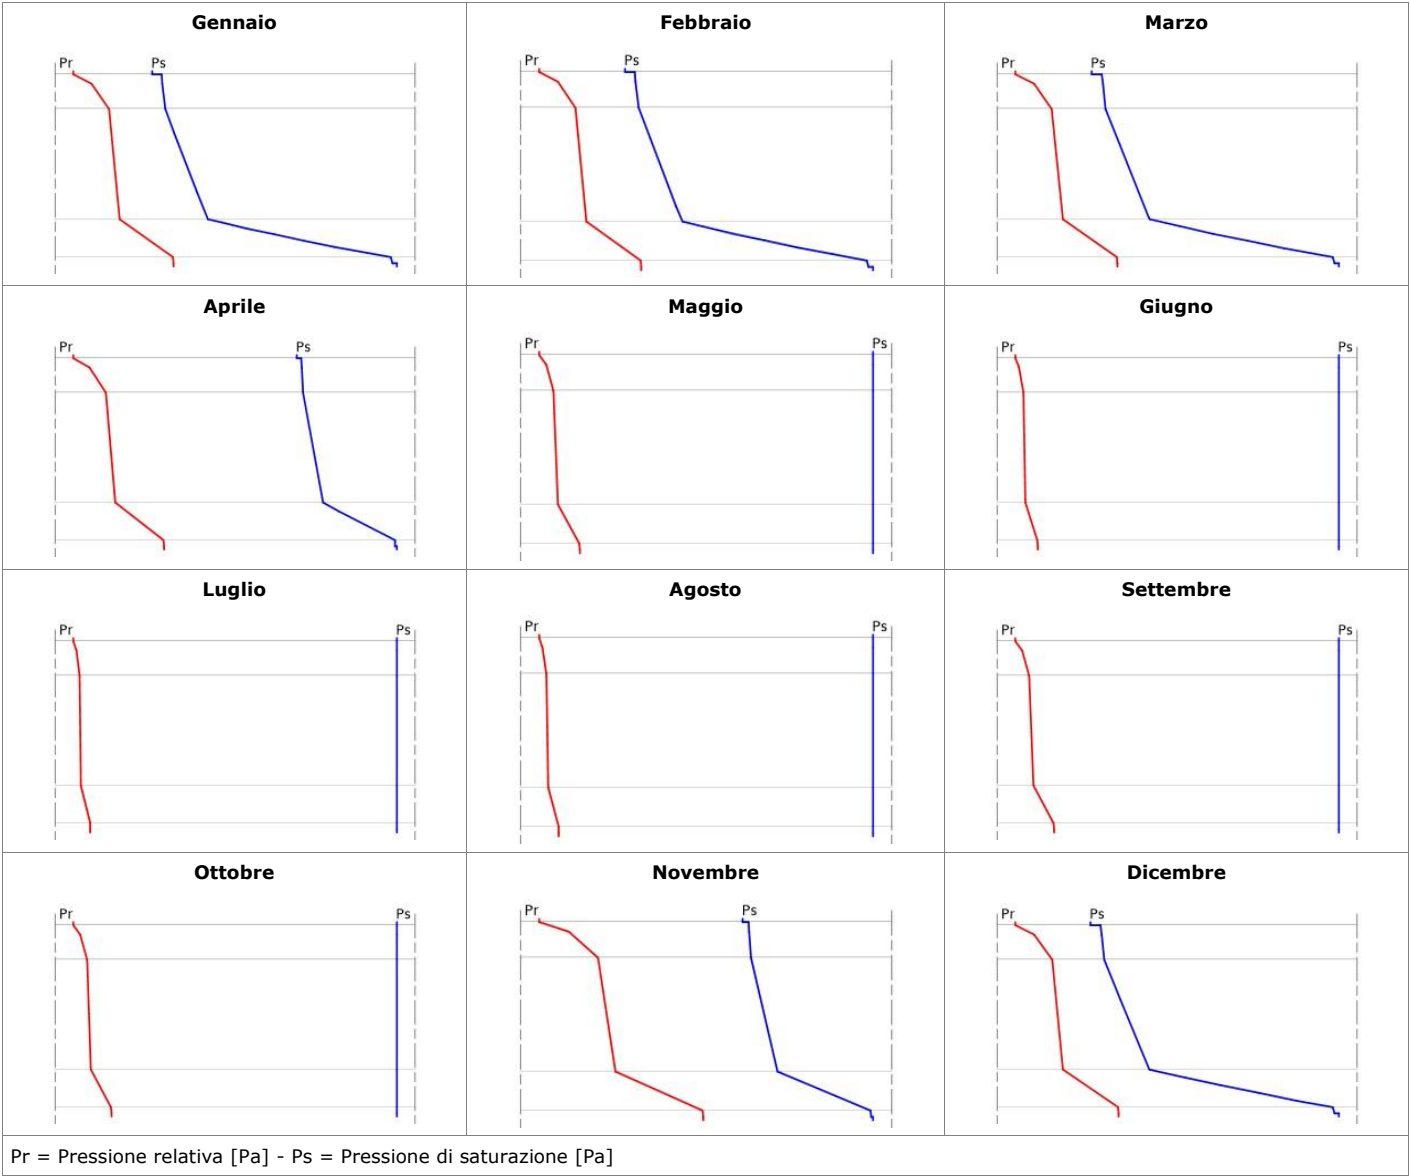 Gennaio
Febbraio
Marzo
Pr
Ps
Pr
Ps
Pr
Ps
Aprile
Maggio
Giugno
Pr
Ps
Pr
Ps
Pr
Ps
Luglio
Agosto
Settembre
Pr
Ps
Pr
Ps
Pr
Ps
Ottobre
Novembre
Dicembre
Pr
Ps
Pr
Ps
Pr
Ps
Pr = Pressione relativa [Pa] - Ps = Pressione di saturazione [Pa]